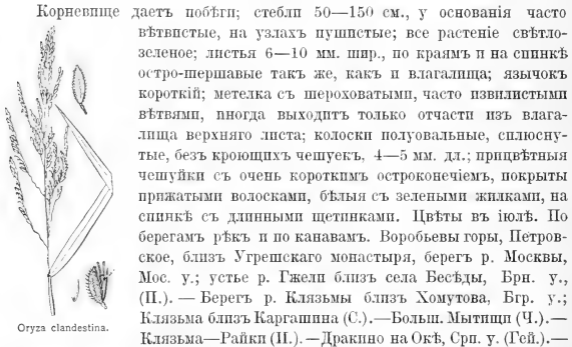 Корневище даетъ побѣги; стебли 50—150 см., у основанія часто
вѣтвистые, на узлахъ пушистые; все растеніе свѣтло-
зеленое; листья 6—10 мм. шир., по краямъ и на спинкѣ
остро-шершавые такъ же, какъ и влагалища; язычокъ
короткій; метелка съ шероховатыми, часто извилистыми
вѣтвями, иногда выходитъ только отчасти изъ влага-
лища верхняго листа; колоски полуовальные, сплюсну-
тые, безъ кроющихъ чешуекъ, 4—5 мм. дл.; прицвѣтныя
чешуйки съ очень короткимъ остроконечіемъ, покрыты
прижатыми волосками, бѣлыя съ зелеными жилками, на
спинкѣ съ длинными щетинками. Цвѣты въ іюлѣ. По
берегамъ рѣкъ и по канавамъ. Воробьевы горы, Петров-
ское, близъ Угрешскаго монастыря, берегъ р. Москвы,
Мос. у.; устье р. Гжели близъ села Бесѣды, Брн. у.,
(П.). — Берегъ р. Клязьмы близъ Хомутова, Бгр. у.;
Клязьма близъ Каргашина (С.).—Больш. Мытищи (Ч.).—
Клязьма—Райки (П.).—Дракино на Окѣ, Срп. у. (Гей.).—
Oryza clandestina.